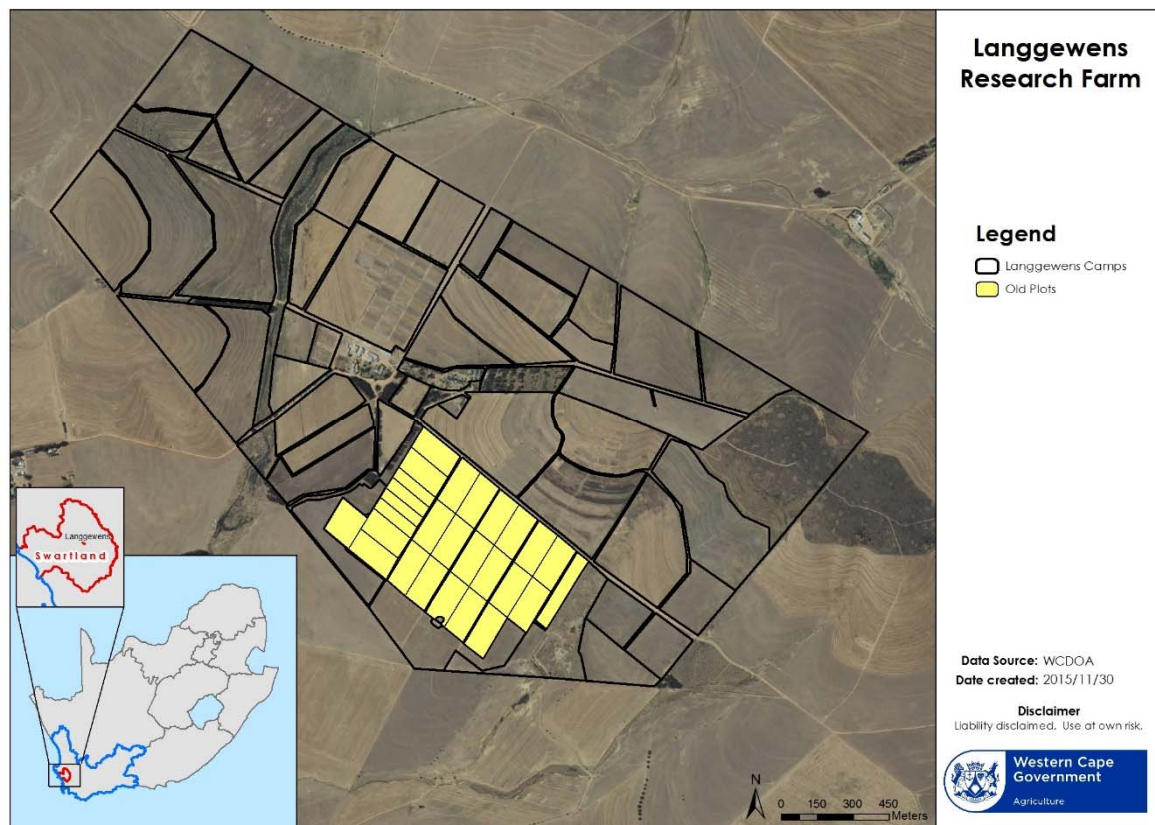 Langgewens
Research Farm
Legend
Langgewens Camps
Old Plots
Langgewens
Swartland
N
0 150 300 450
Meters
Data Source: WCDOA
Date created: 2015/11/30
Disclaimer
Liability disclaimed. Use at own risk.
Western Cape
Government
Agriculture